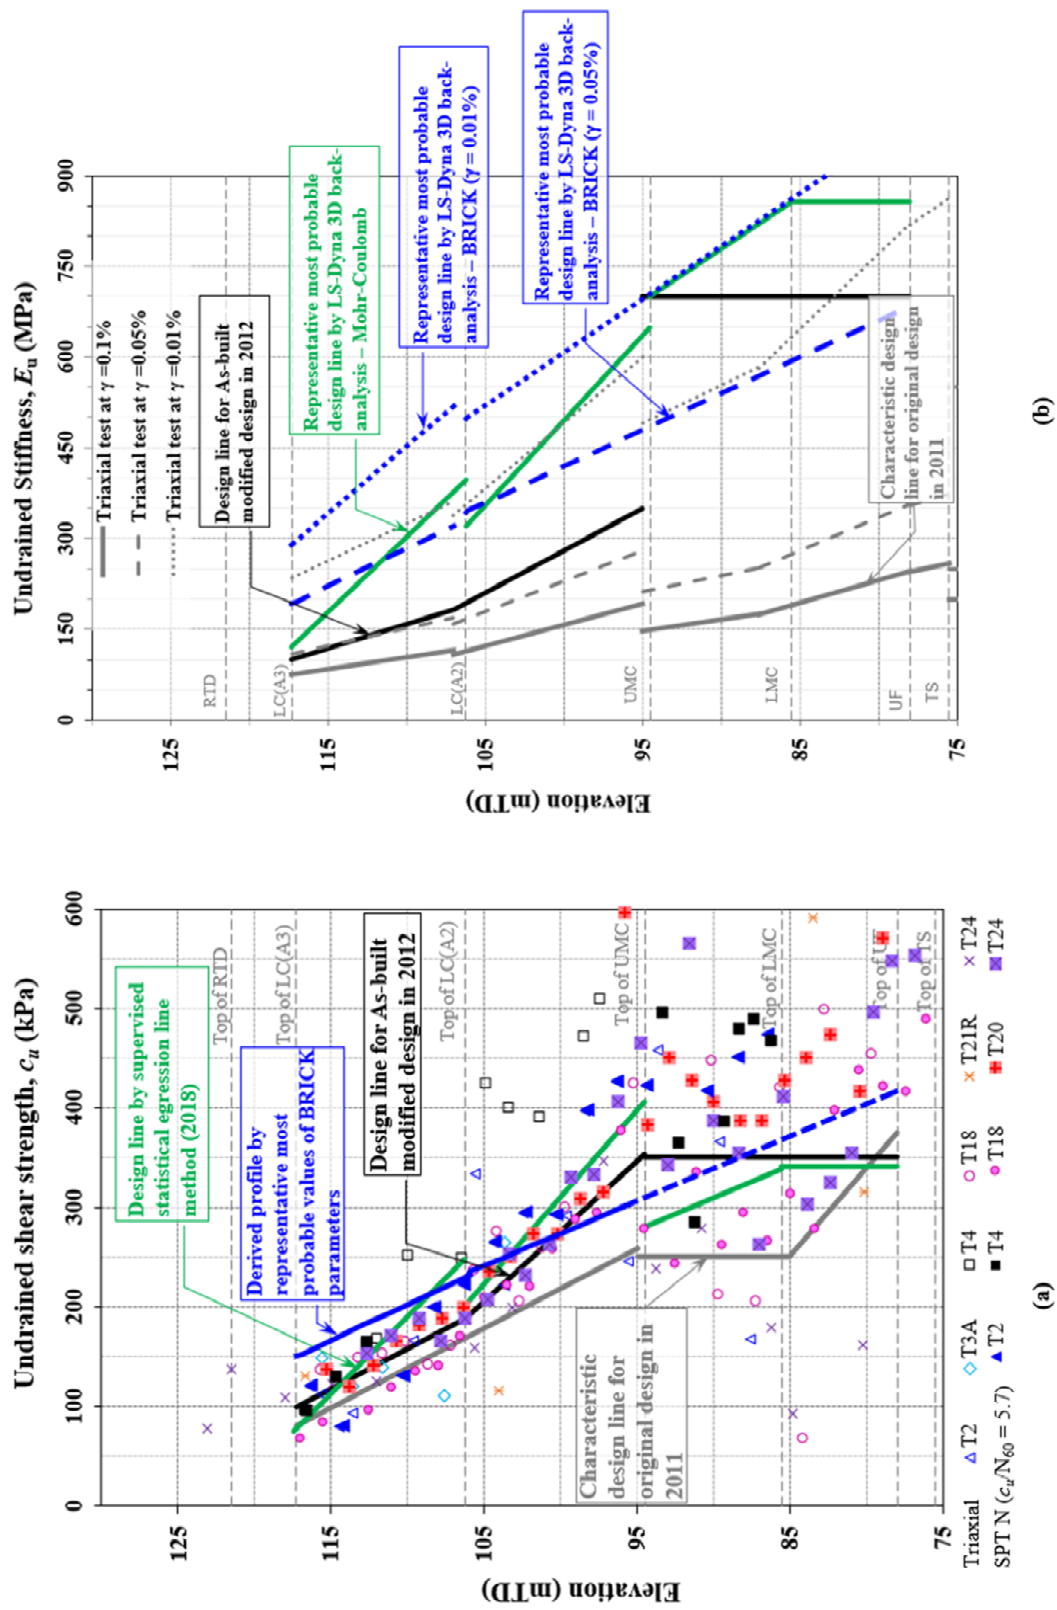 Undrained shear strength, cu (kPa)
0
100
200
300
400
500
600
125
115
105
95
85
75
Elevation (mTD)
Top of RTD
Top of LC(A3)
Top of LC(A2)
Top of UMC
Top of LMC
Top of UF
Top of TS
Design line by supervised
statistical egression line
method (2018)
Derived profile by
representative most
probable values of BRICK
parameters
Design line for As-built
modified design in 2012
Characteristic
design line for
original design in
2011
Triaxial
T2
T3.A
T4
T18
T21R
T24
SPT N (cu/N60 = 5.7)
T2
T4
T18
T20
T24
(a)
Undrained Stiffness, Eu (MPa)
0
150
300
450
600
750
900
125
115
105
95
85
75
Elevation (mTD)
Triaxial test at γ =0.1%
Triaxial test at γ =0.05%
Triaxial test at γ =0.01%
RTD
LC(A3)
LC(A2)
UMC
LMC
UF
TS
Design line for As-built
modified design in 2012
Representative most probable
design line by LS-Dyna 3D back-
analysis – Mohr-Coulomb
Representative most probable
design line by LS-Dyna 3D back-
analysis – BRICK (γ = 0.01%)
Representative most probable
design line by LS-Dyna 3D back-
analysis – BRICK (γ = 0.05%)
Characteristic design
line for original design
in 2011
(b)